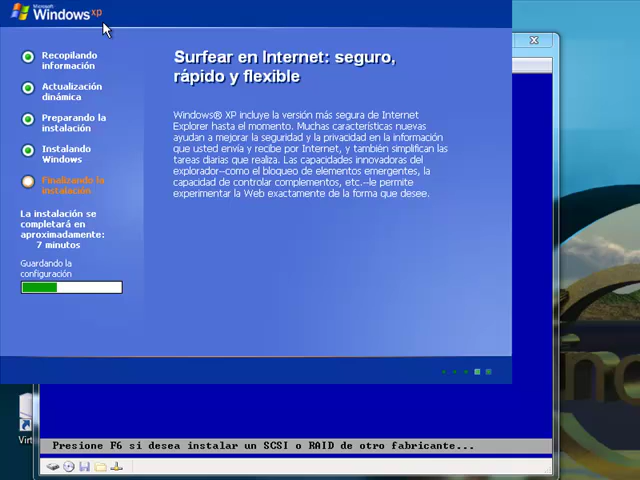 Microsoft
Windows xp
Recopilando
información
Actualización
dinámica
Preparando la
instalación
Instalando
Windows
Finalizando la
instalación
La instalación se
completará en
aproximadamente:
7 minutos
Guardando la
configuración
Surfear en Internet: seguro,
rápido y flexible
Windows® XP incluye la versión más segura de Internet
Explorer hasta el momento. Muchas características nuevas
ayudan a mejorar la seguridad y la privacidad en la información
que usted envía y recibe por Internet, y también simplifican las
tareas diarias que realiza. Las capacidades innovadoras del
explorador--como el bloqueo de elementos emergentes, la
capacidad de controlar complementos, etc.--le permite
experimentar la Web exactamente de la forma que desee.
Presione F6 si desea instalar un SCSI o RAID de otro fabricante...